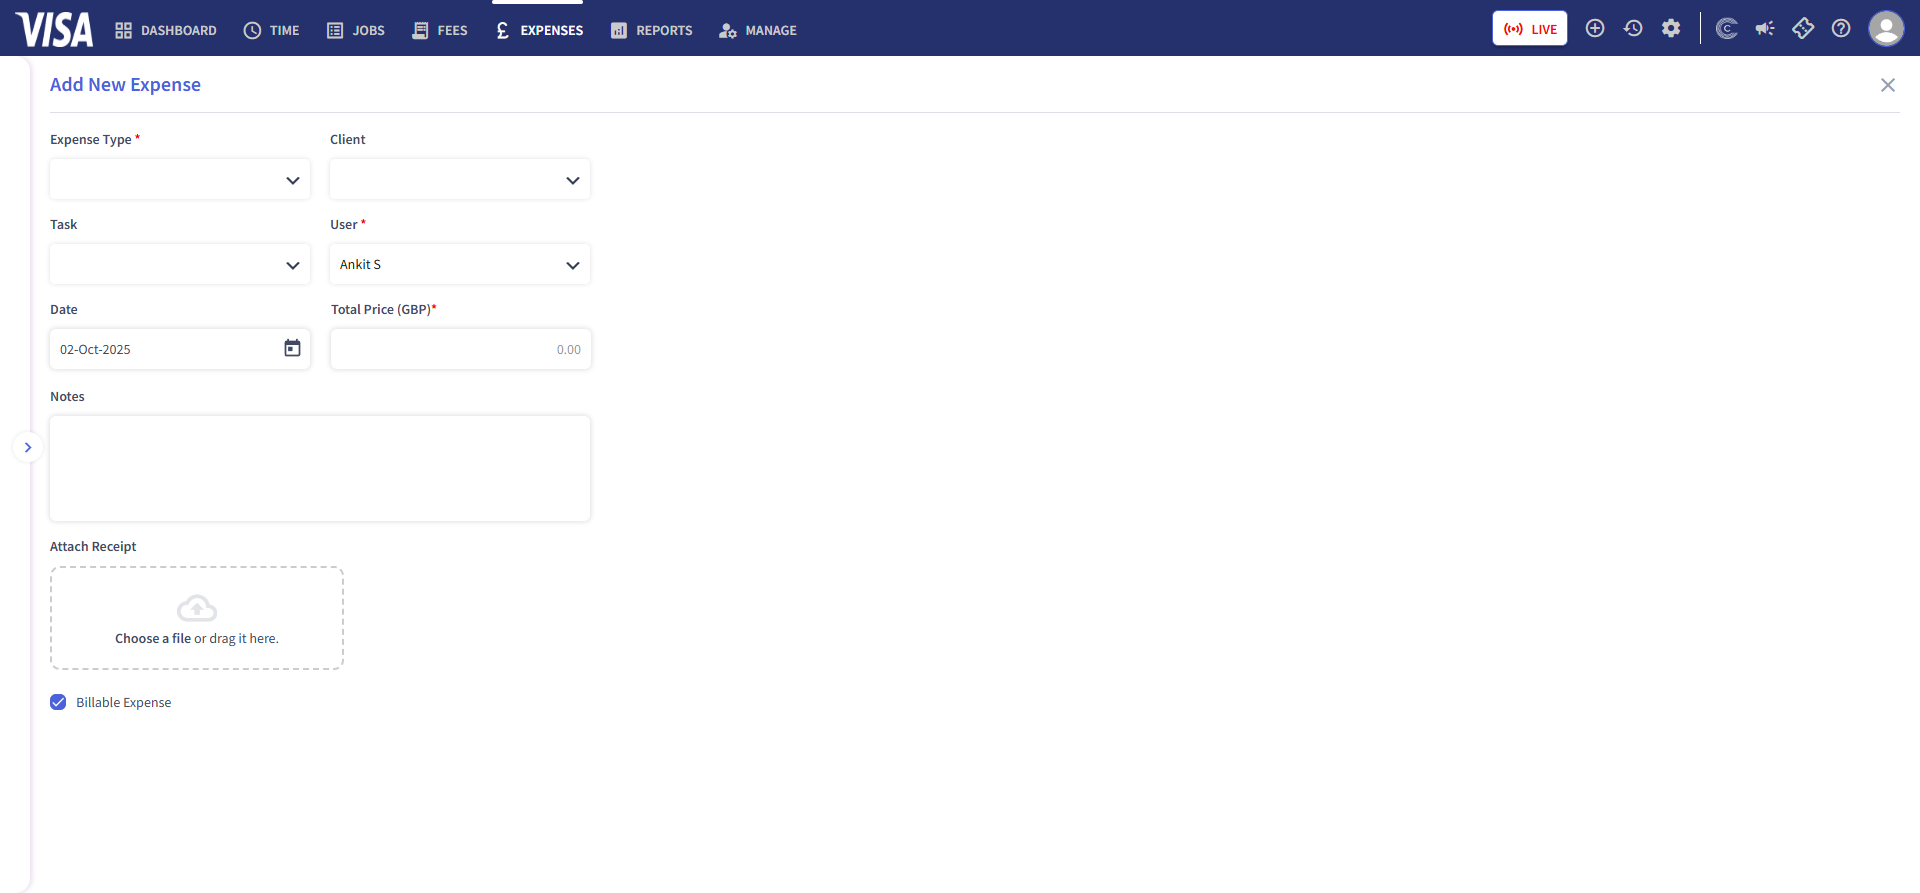 VISA DASHBOARD TIME JOBS FEES £ EXPENSES REPORTS MANAGE LIVE
Add New Expense
Expense Type * Client
Task User *
Ankit S
Date Total Price (GBP)*
02-Oct-2025 0.00
Notes
Attach Receipt
Choose a file or drag it here.
Billable Expense